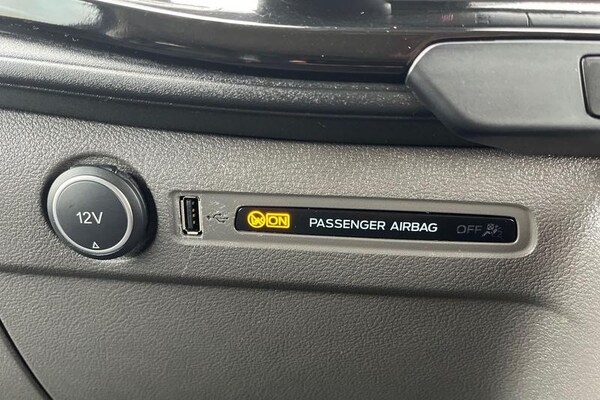 12V
ON PASSENGER AIRBAG OFF